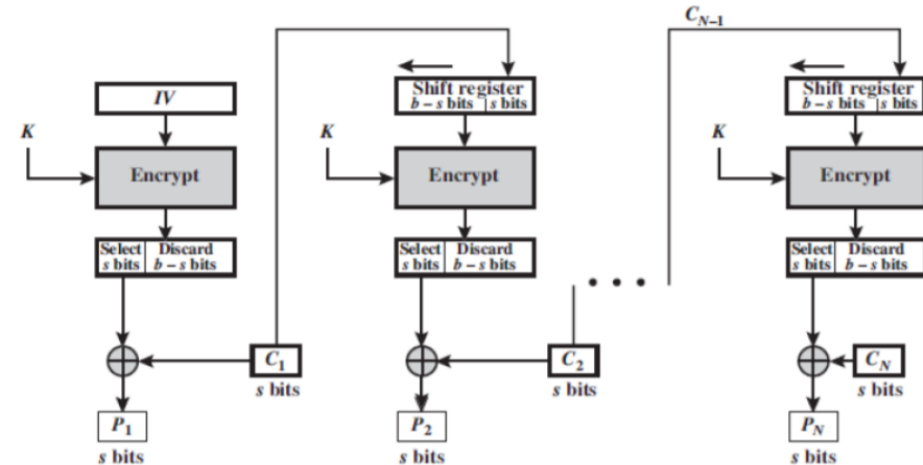 C_{N-1}
IV
Shift register
b – s bits | s bits
Shift register
b – s bits | s bits
K
K
K
Encrypt
Encrypt
Encrypt
Select
s bits
Discard
b – s bits
Select
s bits
Discard
b – s bits
Select
s bits
Discard
b – s bits
• • •
C_1
s bits
C_2
s bits
C_N
s bits
P_1
s bits
P_2
s bits
P_N
s bits